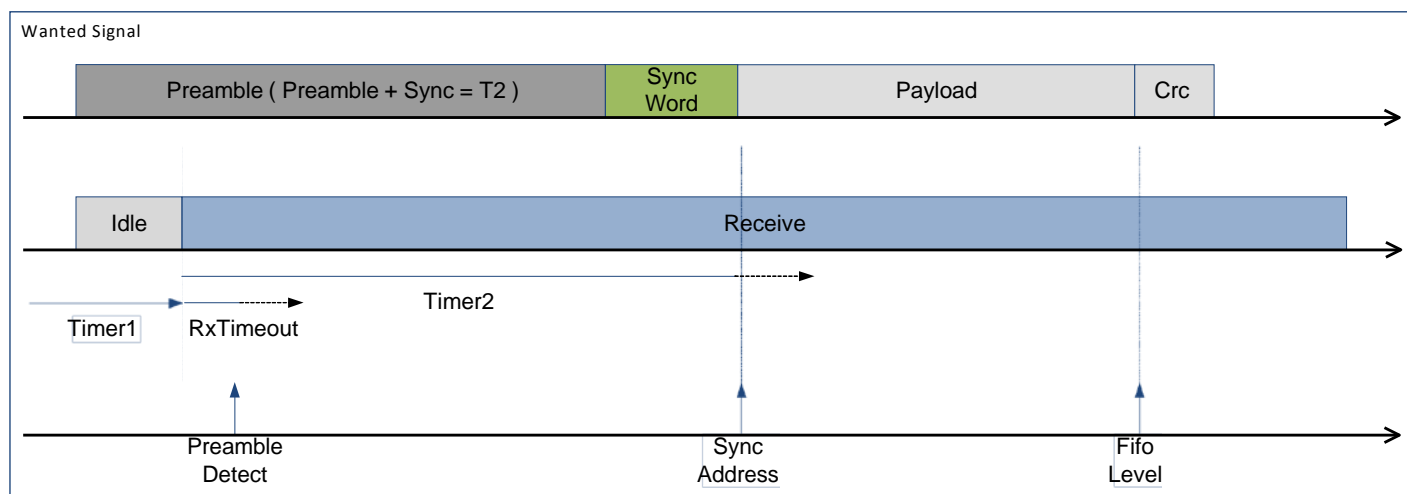 Wanted Signal
Preamble ( Preamble + Sync = T2 )
Sync
Word
Payload
Crc
Idle
Receive
Timer2
Timer1
RxTimeout
Preamble
Detect
Sync
Address
Fifo
Level